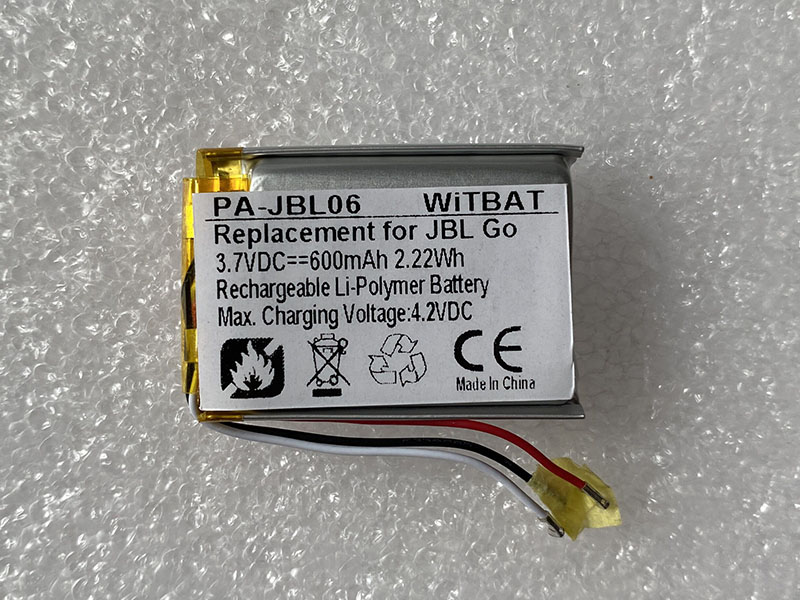 PA-JBL06 WiTBAT
Replacement for JBL Go
3.7VDC==600mAh 2.22Wh
Rechargeable Li-Polymer Battery
Max. Charging Voltage:4.2VDC
CE
Made In China